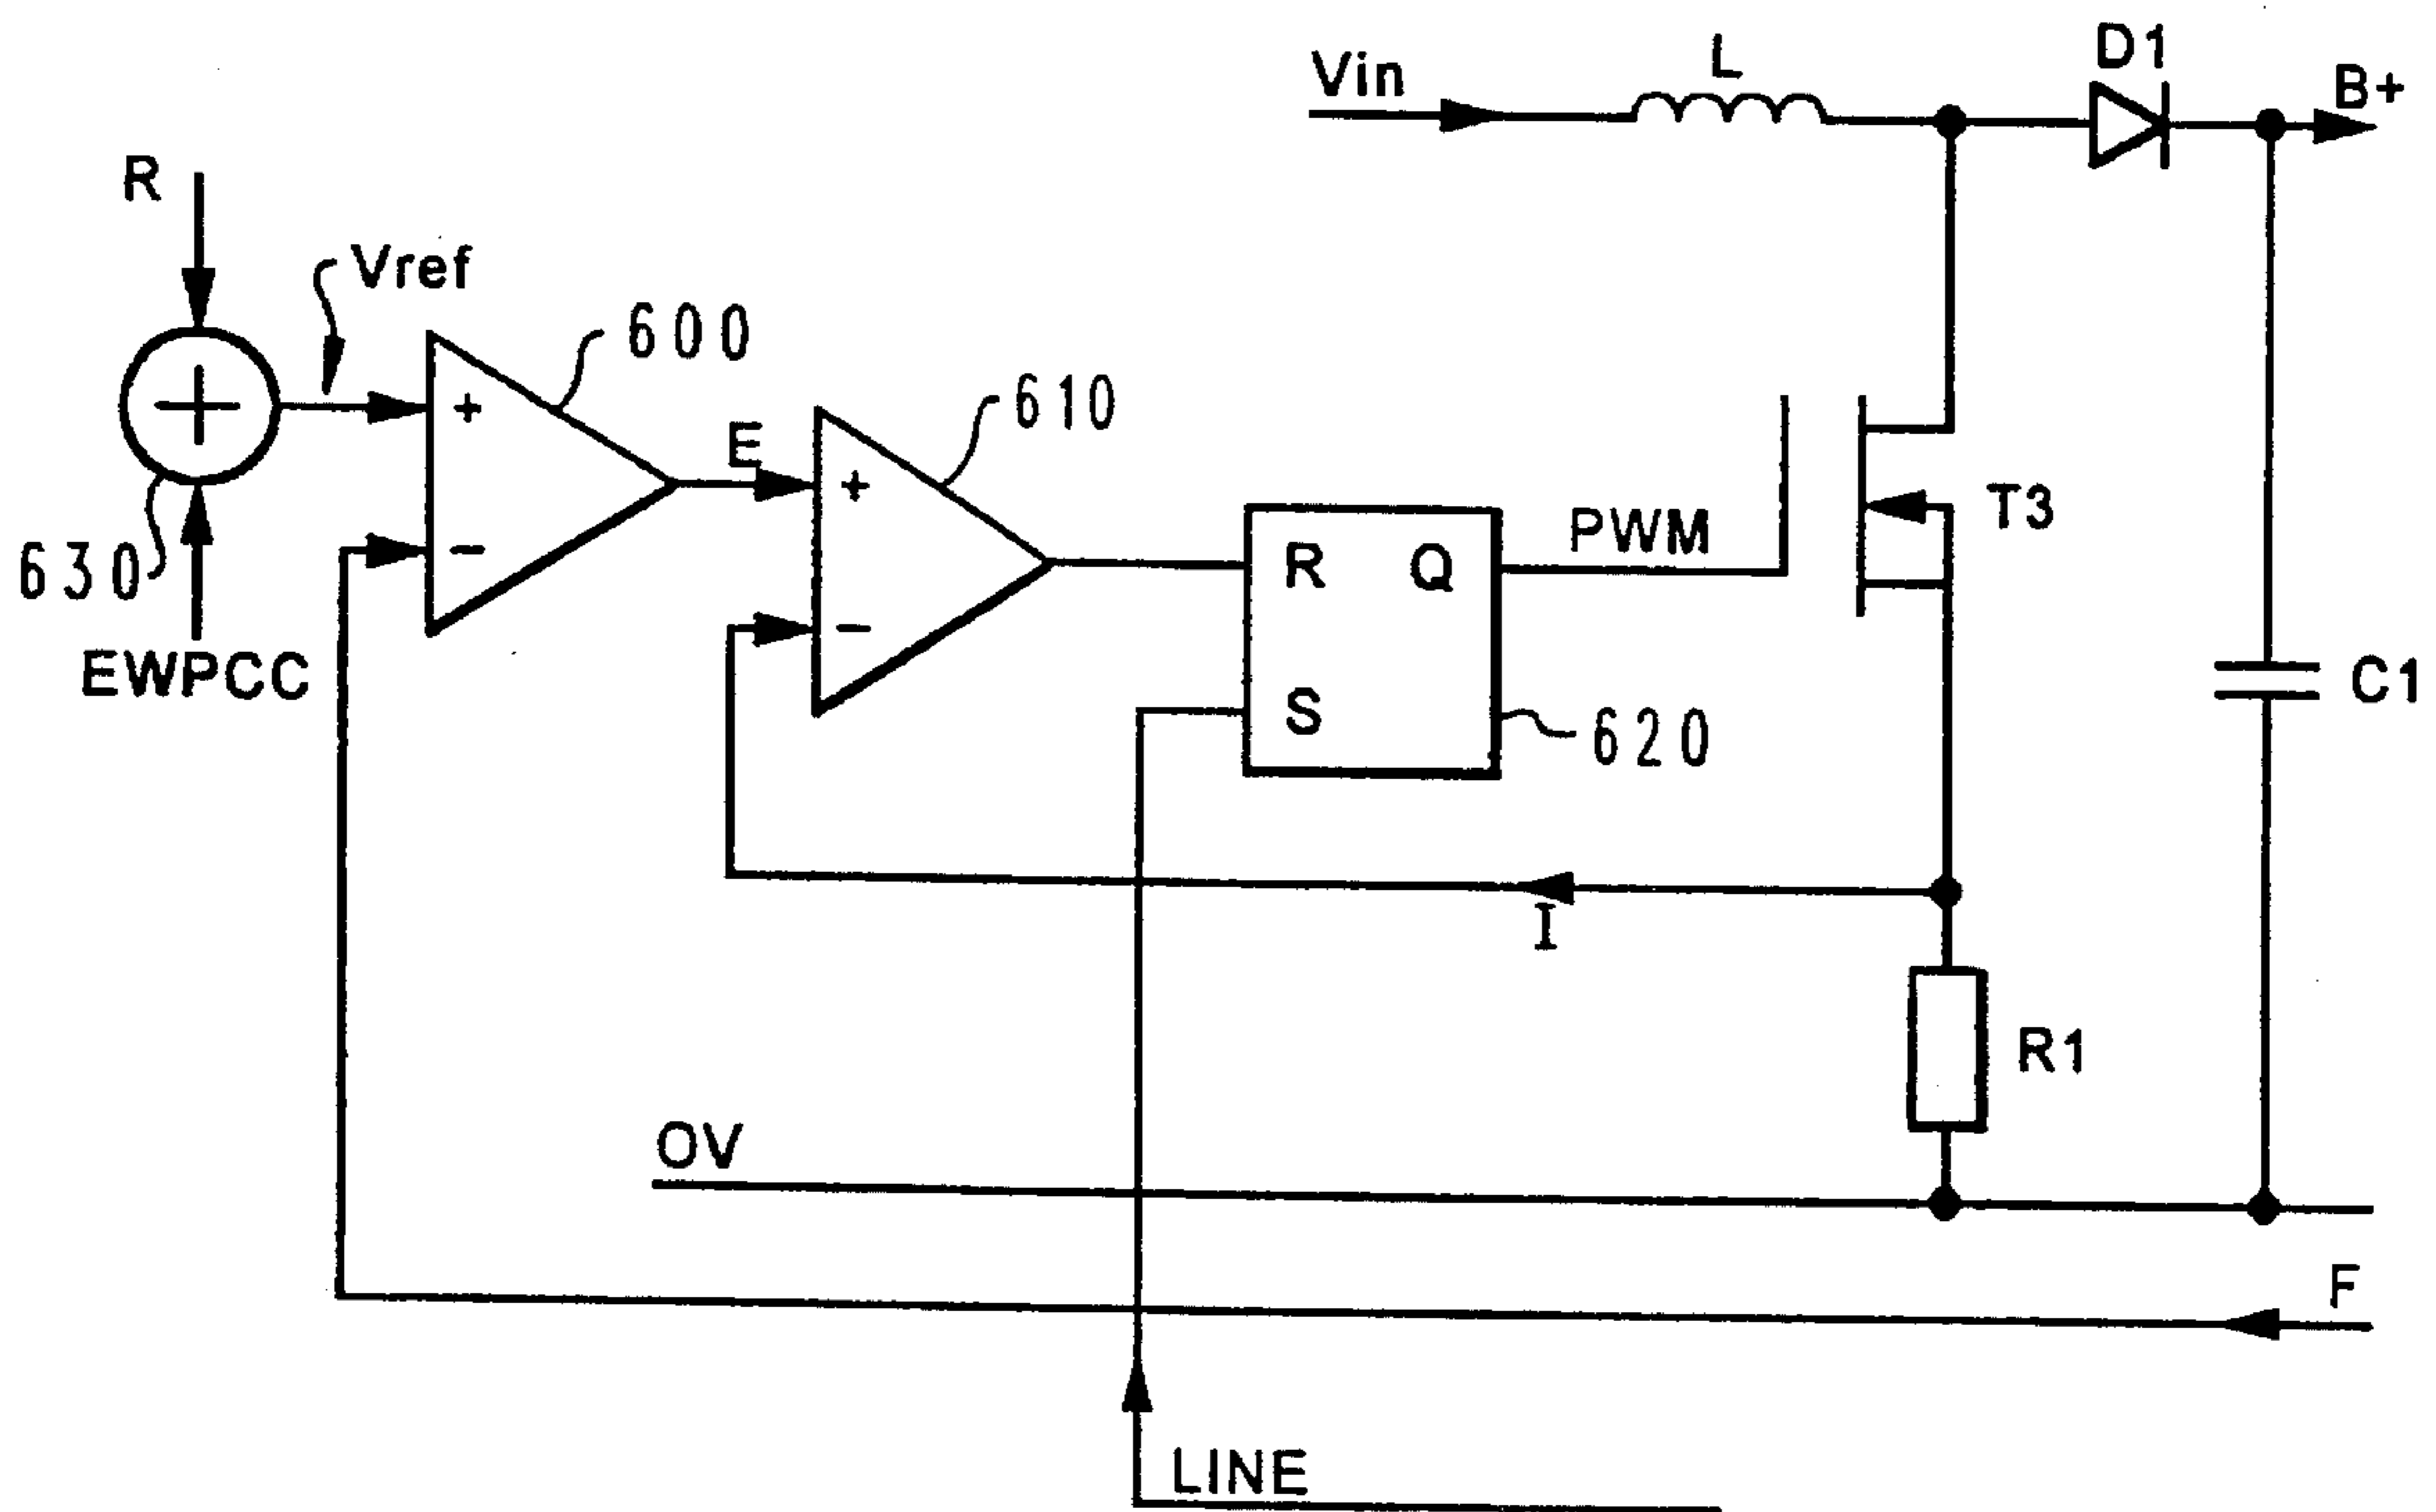 D1
L
Vin
B+
R
Vref
600
610
E
+
+
-
-
T3
PWM
R Q
S
630
EWPCC
620
C1
I
R1
OV
F
LINE